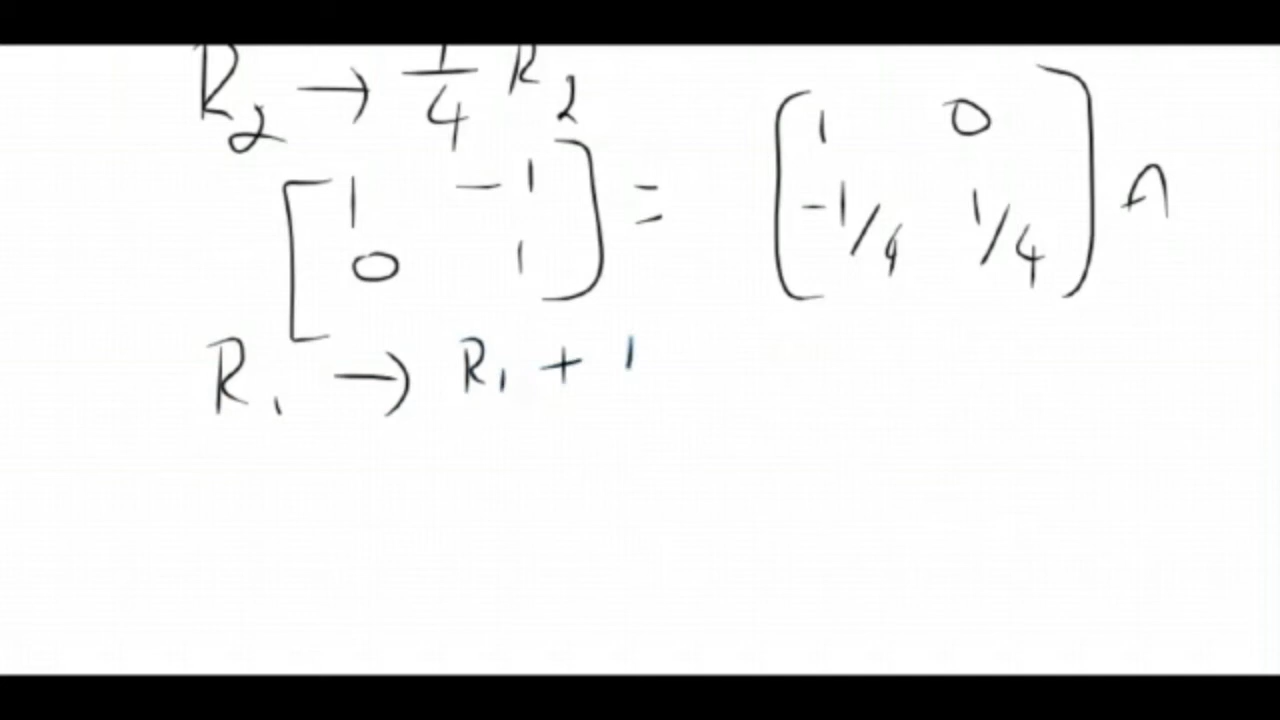 R₂ → 1/4 R₂
[1 -1] = [1 0] A
[0 1] [-1/4 1/4]
R₁ → R₁ + 1